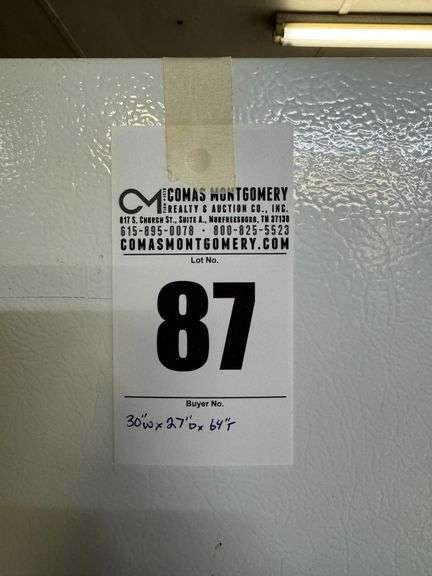 CM COMAS MONTGOMERY
REALTY & AUCTION CO., INC.
817 S. CHURCH ST., SUITE A., MURFREESBORO, TN 37130
615-895-0078 · 800-825-5523
COMASMONTGOMERY.COM
Lot No.
87
Buyer No.
30"W x 27"D x 64"T